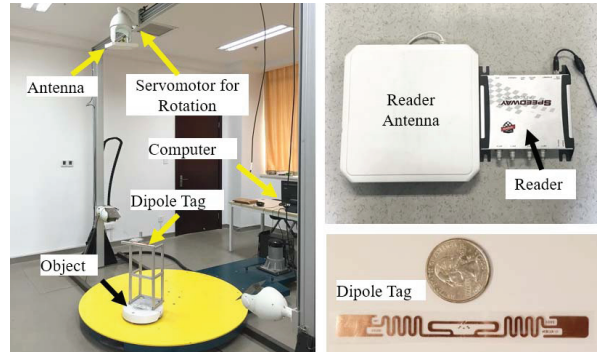 Antenna
Servomotor for
Rotation
Computer
Dipole Tag
Object
Reader
Antenna
SPEEDWAY
Reader
Dipole Tag